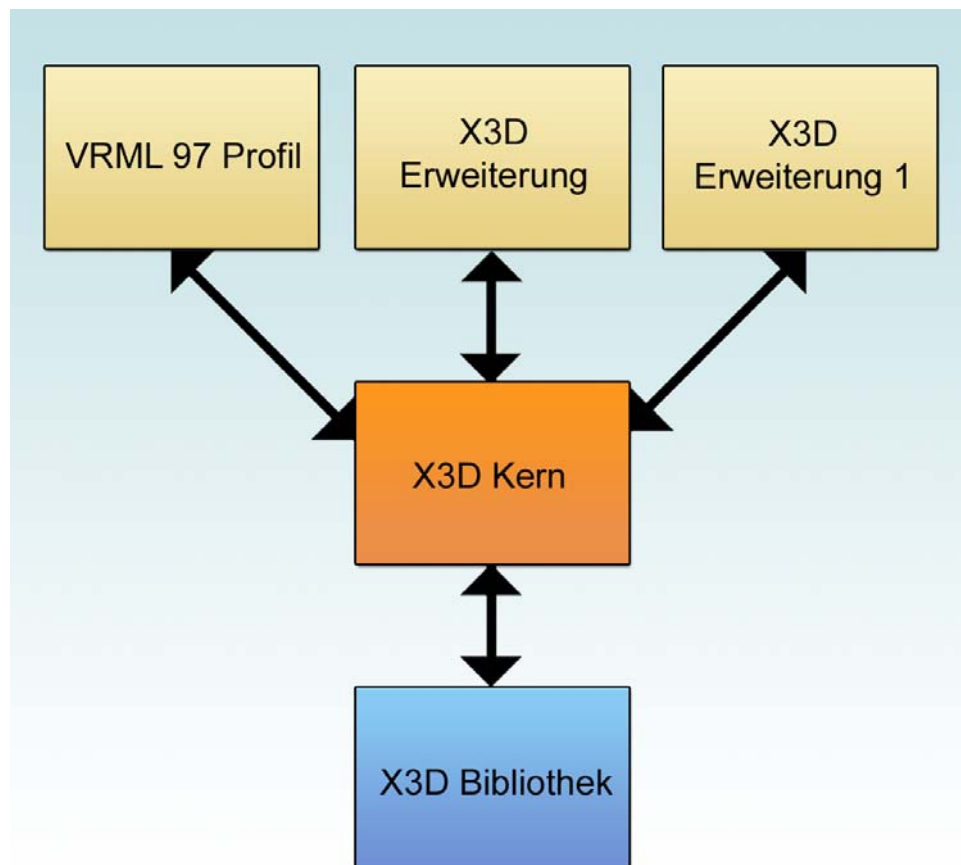 VRML 97 Profil
X3D
Erweiterung
X3D
Erweiterung 1
X3D Kern
X3D Bibliothek